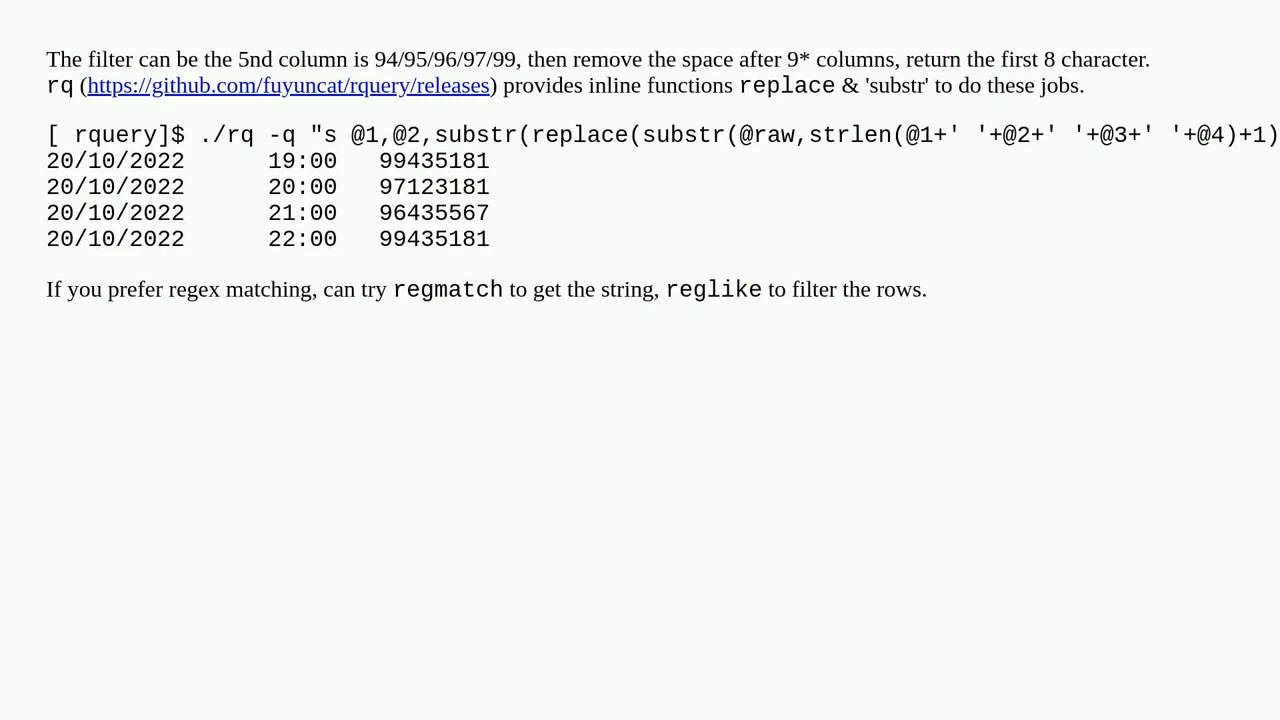 The filter can be the 5nd column is 94/95/96/97/99, then remove the space after 9* columns, return the first 8 character.
rq (https://github.com/fuyuncat/rquery/releases) provides inline functions replace & 'substr' to do these jobs.
[ rquery]$ ./rq -q "s @1,@2,substr(replace(substr(@raw,strlen(@1+' '+@2+' '+@3+' '+@4)+1)
20/10/2022      19:00   99435181
20/10/2022      20:00   97123181
20/10/2022      21:00   96435567
20/10/2022      22:00   99435181
If you prefer regex matching, can try regmatch to get the string, reglike to filter the rows.